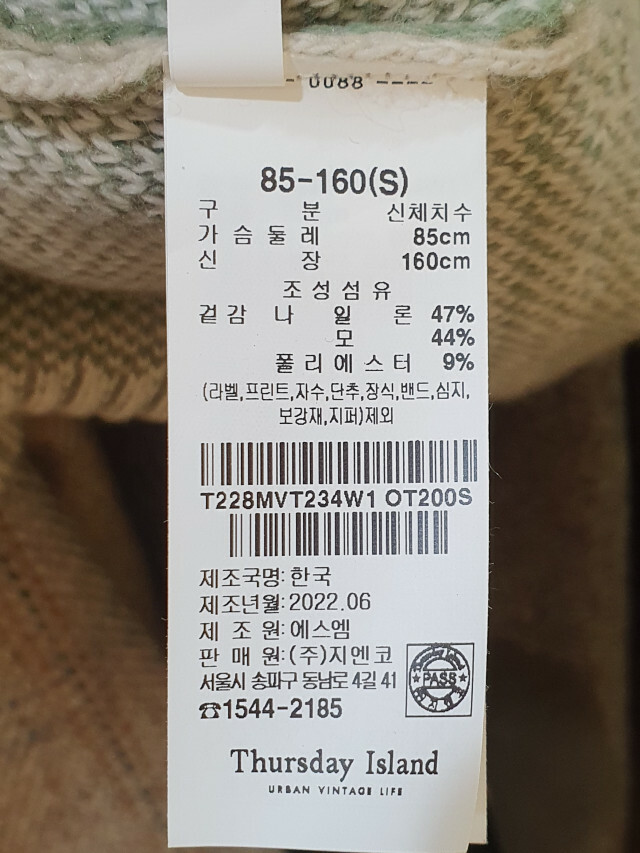 0088
85-160(S)
구 분 신체치수
가 슴 둘 레 85cm
신 장 160cm
조성섬유
겉감 나 일 론 47%
모 44%
폴리에스터 9%
(라벨,프린트,자수,단추,장식,밴드,심지,
보강재,지퍼)제외
T228MVT234W1 OT200S
제조국명:한국
제조년월:2022.06
제 조 원:에스엠
판 매 원:(주)지엔코
서울시 송파구 동남로 4길 41
PASS
☎1544-2185
Thursday Island
URBAN VINTAGE LIFE